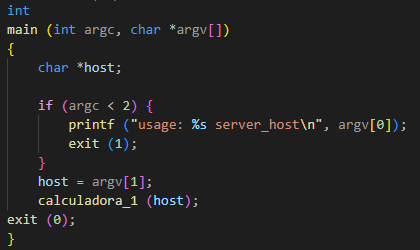 int
main (int argc, char *argv[])
{
    char *host;

    if (argc < 2) {
        printf ("usage: %s server_host\n", argv[0]);
        exit (1);
    }
    host = argv[1];
    calculadora_1 (host);
exit (0);
}